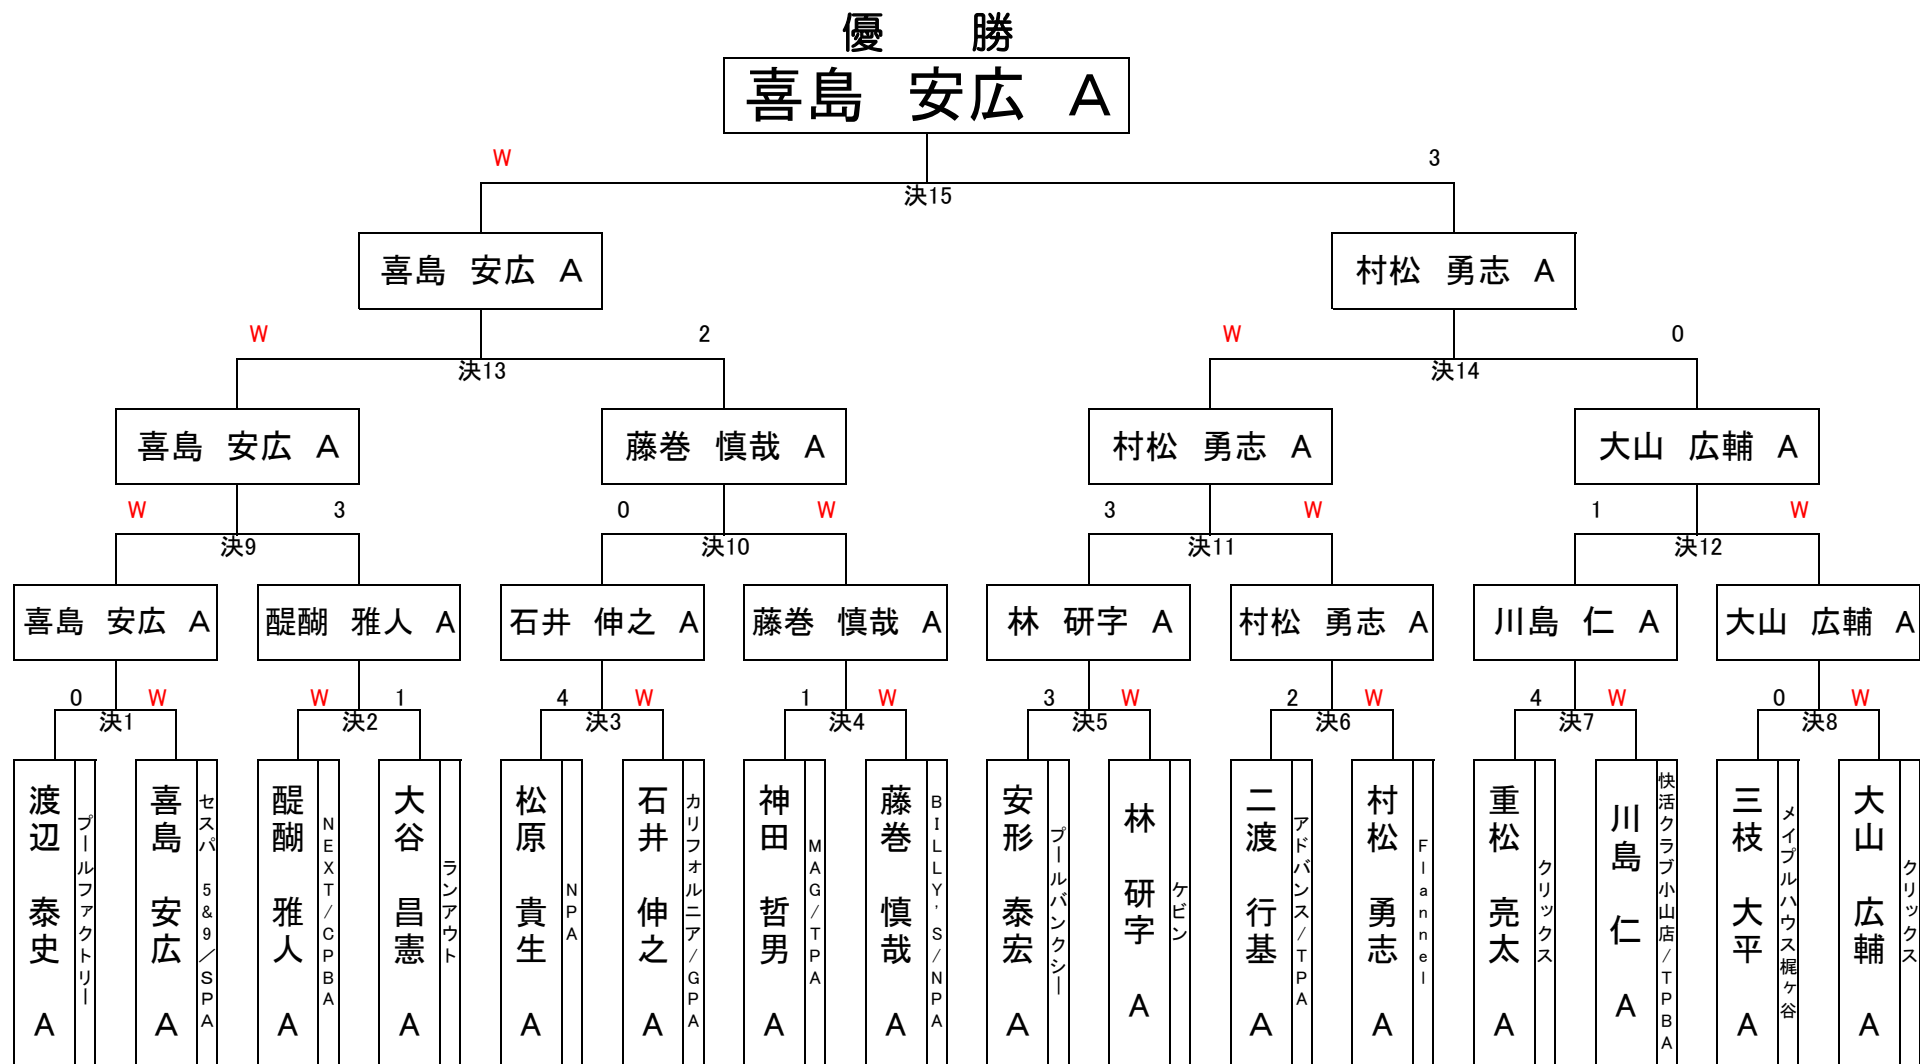 優　勝
喜島　安広　A
W 3
決15
喜島　安広　A 村松　勇志　A
W 2 W 0
決13 決14
喜島　安広　A 藤巻　慎哉　A 村松　勇志　A 大山　広輔　A
W 3 0 W 3 W 1 W
決9 決10 決11 決12
喜島　安広　A 醍醐　雅人　A 石井　伸之　A 藤巻　慎哉　A 林　研字　A 村松　勇志　A 川島　仁　A 大山　広輔　A
0 W W 1 4 W 1 W 3 W 2 W 4 W 0 W
決1 決2 決3 決4 決5 決6 決7 決8
渡辺　泰史　A
プールファクトリー
喜島　安広　A
セスパ　5&9／SPA
醍醐　雅人　A
NEXT/CPBA
大谷　昌憲　A
ランアウト
松原　貴生　A
NPA
石井　伸之　A
カリフォルニア/GPA
神田　哲男　A
MAG/TPA
藤巻　慎哉　A
BILLY'S/NPA
安形　泰宏　A
プールバンクシー
林　研字　A
ケビン
二渡　行基　A
アドバンス/TPA
村松　勇志　A
Flannel
重松　亮太　A
クリックス
川島　仁　A
快活クラブ小山店/TPBA
三枝　大平　A
メイプルハウス梶ヶ谷
大山　広輔　A
クリックス